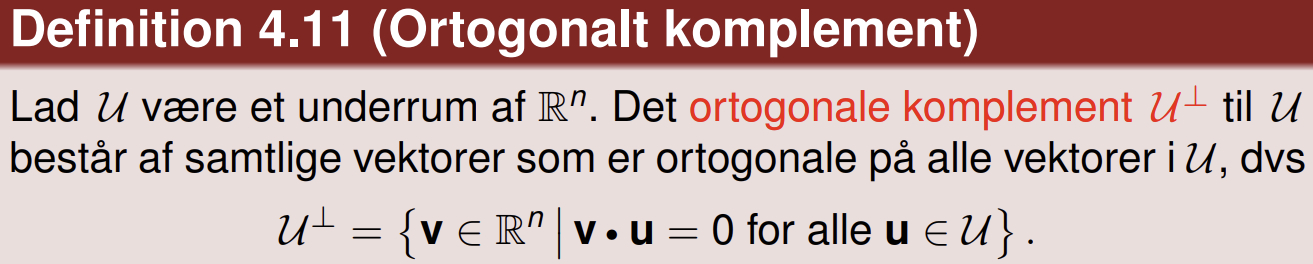 Definition 4.11 (Ortogonalt komplement)
Lad 𝒰 være et underrum af ℝⁿ. Det ortogonale komplement 𝒰^⊥ til 𝒰
består af samtlige vektorer som er ortogonale på alle vektorer i 𝒰, dvs
𝒰^⊥ = {v ∈ ℝⁿ | v • u = 0 for alle u ∈ 𝒰} .